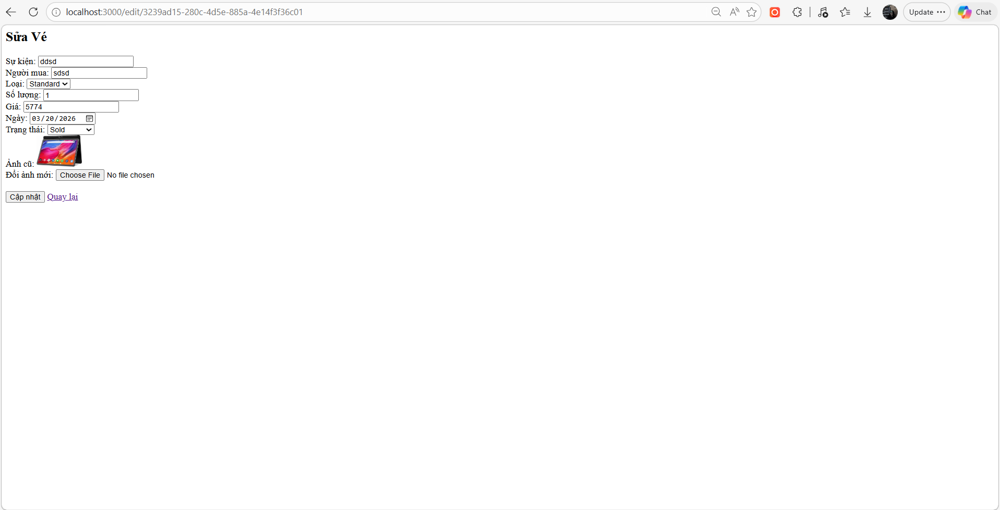 localhost:3000/edit/3239ad15-280c-4d5e-885a-4e14f3f36c01
Update
Chat
Sửa Vé
Sự kiện: ddsd
Người mua: sdsd
Loại: Standard
Số lượng: 1
Giá: 5774
Ngày: 03/20/2026
Trạng thái: Sold
Ảnh cũ:
Đổi ảnh mới: Choose File No file chosen
Cập nhật Quay lại